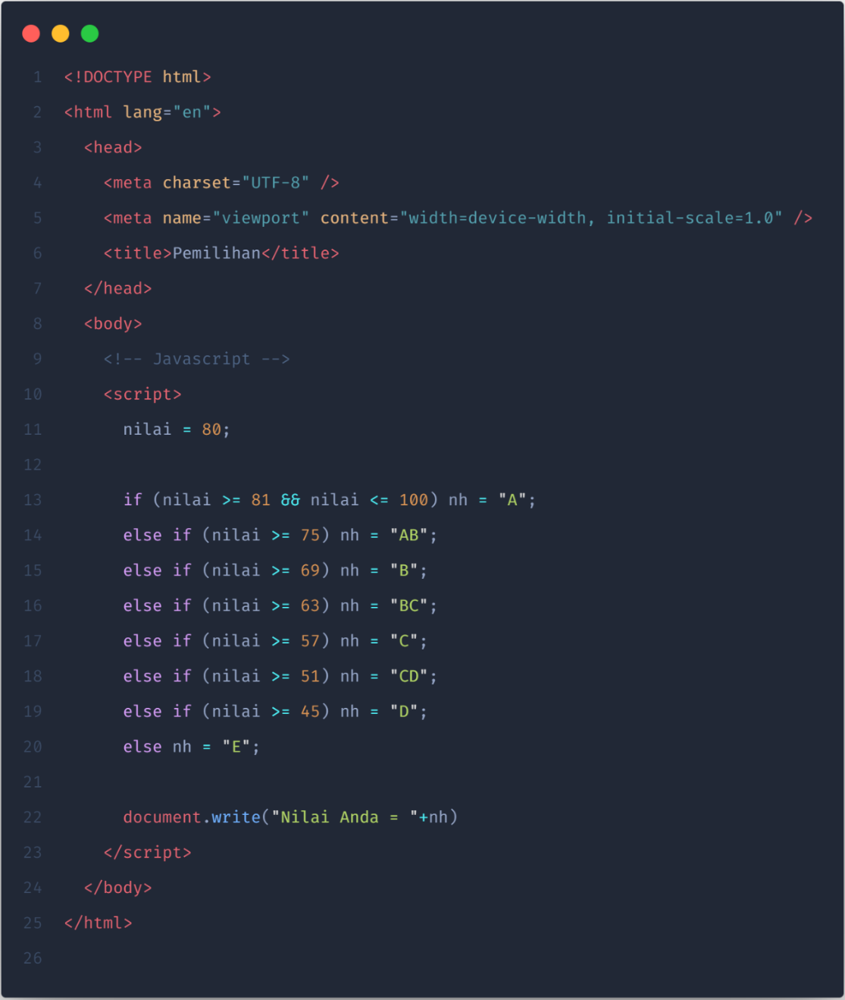 1 <!DOCTYPE html>
2 <html lang="en">
3   <head>
4     <meta charset="UTF-8" />
5     <meta name="viewport" content="width=device-width, initial-scale=1.0" />
6     <title>Pemilihan</title>
7   </head>
8   <body>
9     <!-- Javascript -->
10     <script>
11       nilai = 80;
12
13       if (nilai >= 81 && nilai <= 100) nh = "A";
14       else if (nilai >= 75) nh = "AB";
15       else if (nilai >= 69) nh = "B";
16       else if (nilai >= 63) nh = "BC";
17       else if (nilai >= 57) nh = "C";
18       else if (nilai >= 51) nh = "CD";
19       else if (nilai >= 45) nh = "D";
20       else nh = "E";
21
22       document.write("Nilai Anda = "+nh)
23     </script>
24   </body>
25 </html>
26